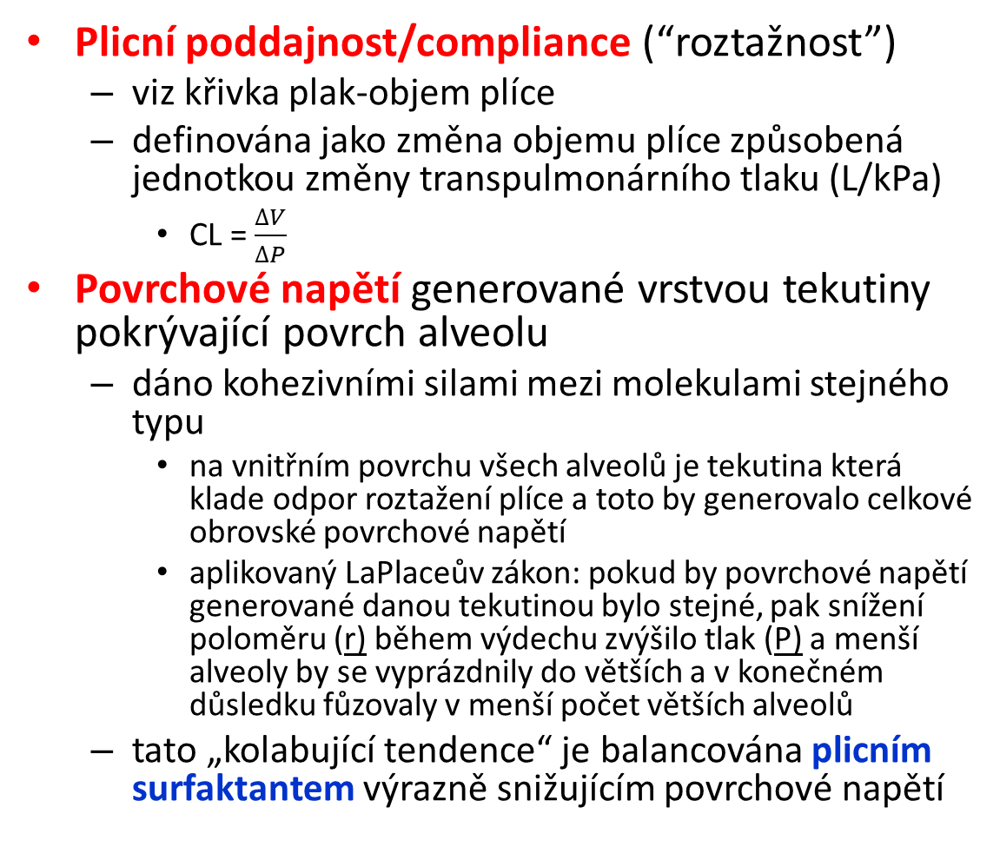 • Plicní poddajnost/compliance (“roztažnost”)
– viz křivka plak-objem plíce
– definována jako změna objemu plíce způsobená
jednotkou změny transpulmonárního tlaku (L/kPa)
• CL = ΔV/ΔP
• Povrchové napětí generované vrstvou tekutiny
pokrývající povrch alveolu
– dáno kohezivními silami mezi molekulami stejného
typu
• na vnitřním povrchu všech alveolů je tekutina která
klade odpor roztažení plíce a toto by generovalo celkové
obrovské povrchové napětí
• aplikovaný LaPlaceův zákon: pokud by povrchové napětí
generované danou tekutinou bylo stejné, pak snížení
poloměru (r) během výdechu zvýšilo tlak (P) a menší
alveoly by se vyprázdnily do větších a v konečném
důsledku fůzovaly v menší počet větších alveolů
– tato „kolabující tendence“ je balancována plicním
surfaktantem výrazně snižujícím povrchové napětí